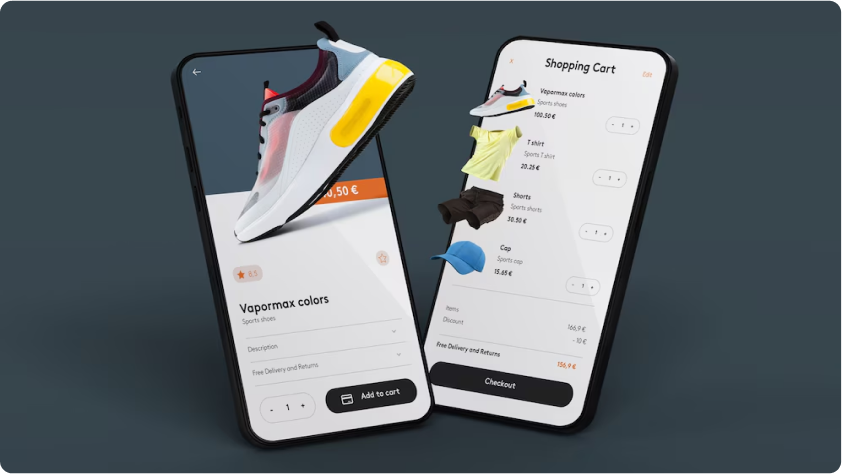 0,50 €
8.5
Vapormax colors
Sports shoes
Description
Free Delivery and Returns
- 1 +
Add to cart
x
Shopping Cart
Edit
Vapormax colors
Sports shoes
100.50 €
- 1 +
T shirt
Sports T shirt
20.25 €
- 1 +
Shorts
Sports shorts
30.50 €
- 1 +
Cap
Sports cap
15.65 €
- 1 +
Items
166,9 €
Discount
- 10 €
Free Delivery and Returns
156,9 €
Checkout